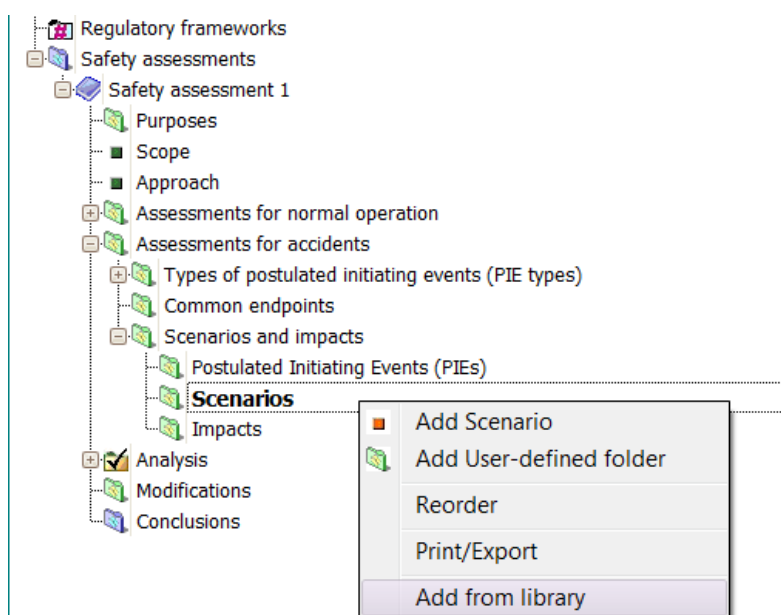 Regulatory frameworks
Safety assessments
Safety assessment 1
Purposes
Scope
Approach
Assessments for normal operation
Assessments for accidents
Types of postulated initiating events (PIE types)
Common endpoints
Scenarios and impacts
Postulated Initiating Events (PIEs)
Scenarios
Impacts
Analysis
Modifications
Conclusions
Add Scenario
Add User-defined folder
Reorder
Print/Export
Add from library